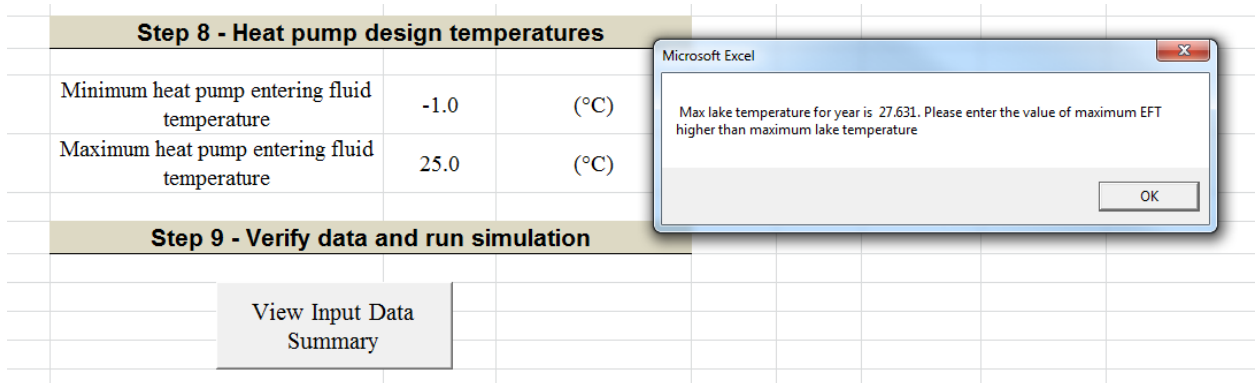 Step 8 - Heat pump design temperatures
Minimum heat pump entering fluid
temperature
-1.0
(°C)
Maximum heat pump entering fluid
temperature
25.0
(°C)
Microsoft Excel
Max lake temperature for year is 27.631. Please enter the value of maximum EFT
higher than maximum lake temperature
OK
Step 9 - Verify data and run simulation
View Input Data
Summary